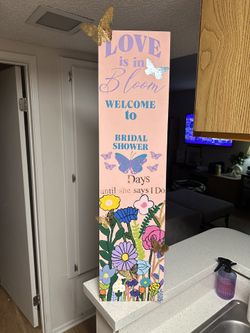 LOVE
is in
Bloom
WELCOME
to
BRIDAL
SHOWER
Days
until she says I Do